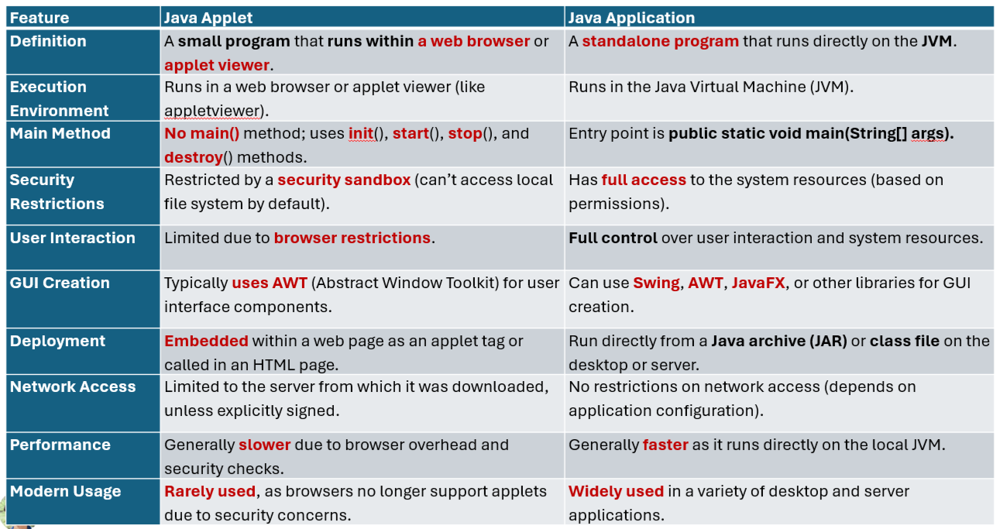 Feature Java Applet Java Application
Definition A small program that runs within a web browser or A standalone program that runs directly on the JVM.
applet viewer.
Execution Runs in a web browser or applet viewer (like Runs in the Java Virtual Machine (JVM).
Environment appletviewer).
Main Method No main() method; uses init(), start(), stop(), and Entry point is public static void main(String[] args).
destroy() methods.
Security Restricted by a security sandbox (can’t access local Has full access to the system resources (based on
Restrictions file system by default). permissions).
User Interaction Limited due to browser restrictions. Full control over user interaction and system resources.
GUI Creation Typically uses AWT (Abstract Window Toolkit) for user Can use Swing, AWT, JavaFX, or other libraries for GUI
interface components. creation.
Deployment Embedded within a web page as an applet tag or Run directly from a Java archive (JAR) or class file on the
called in an HTML page. desktop or server.
Network Access Limited to the server from which it was downloaded, No restrictions on network access (depends on
unless explicitly signed. application configuration).
Performance Generally slower due to browser overhead and Generally faster as it runs directly on the local JVM.
security checks.
Modern Usage Rarely used, as browsers no longer support applets Widely used in a variety of desktop and server
due to security concerns. applications.